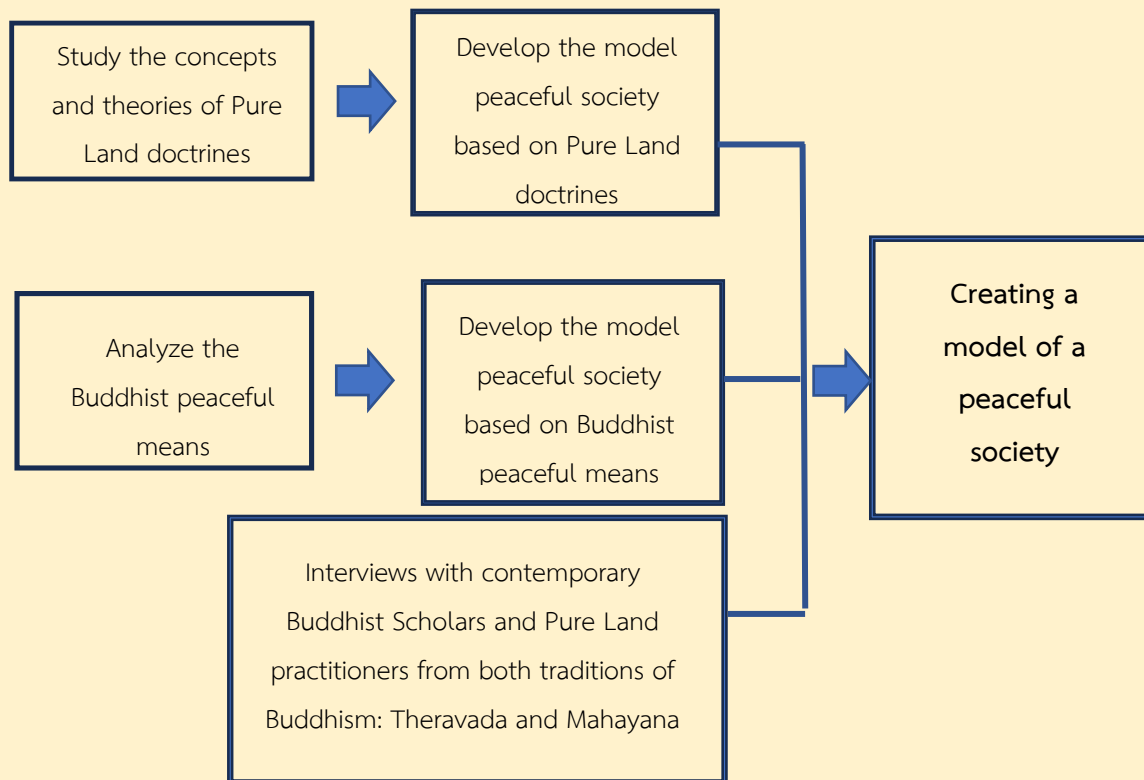 Study the concepts
and theories of Pure
Land doctrines
Develop the model
peaceful society
based on Pure Land
doctrines
Analyze the
Buddhist peaceful
means
Develop the model
peaceful society
based on Buddhist
peaceful means
Interviews with contemporary
Buddhist Scholars and Pure Land
practitioners from both traditions of
Buddhism: Theravada and Mahayana
Creating a
model of a
peaceful
society